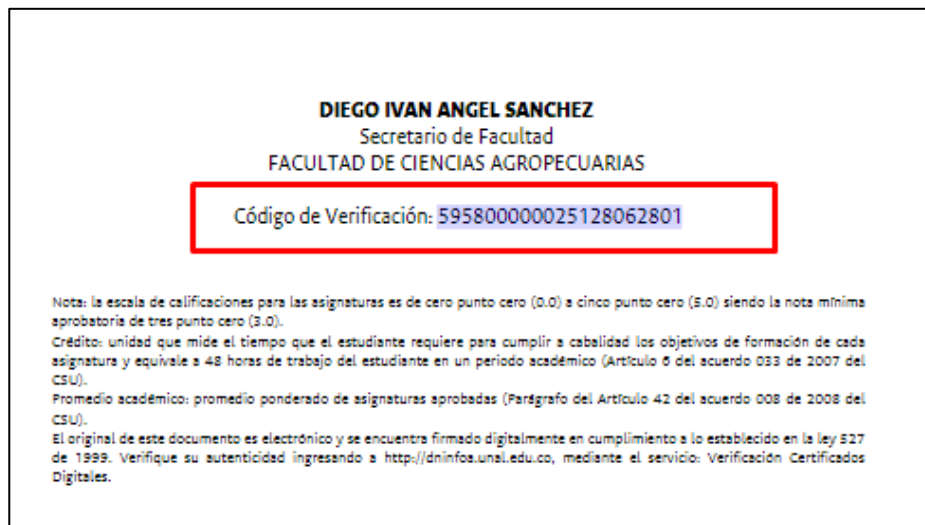 DIEGO IVAN ANGEL SANCHEZ
Secretario de Facultad
FACULTAD DE CIENCIAS AGROPECUARIAS
Código de Verificación: 595800000025128062801
Nota: la escala de calificaciones para las asignaturas es de cero punto cero (0.0) a cinco punto cero (5.0) siendo la nota mínima
aprobatoria de tres punto cero (3.0).
Crédito: unidad que mide el tiempo que el estudiante requiere para cumplir a cabalidad los objetivos de formación de cada
asignatura y equivale a 48 horas de trabajo del estudiante en un periodo académico (Artículo 6 del acuerdo 033 de 2007 del
CSU).
Promedio académico: promedio ponderado de asignaturas aprobadas (Parágrafo del Artículo 42 del acuerdo 008 de 2008 del
CSU).
El original de este documento es electrónico y se encuentra firmado digitalmente en cumplimiento a lo establecido en la ley 527
de 1999. Verifique su autenticidad ingresando a http://dninfoa.unal.edu.co, mediante el servicio: Verificación Certificados
Digitales.